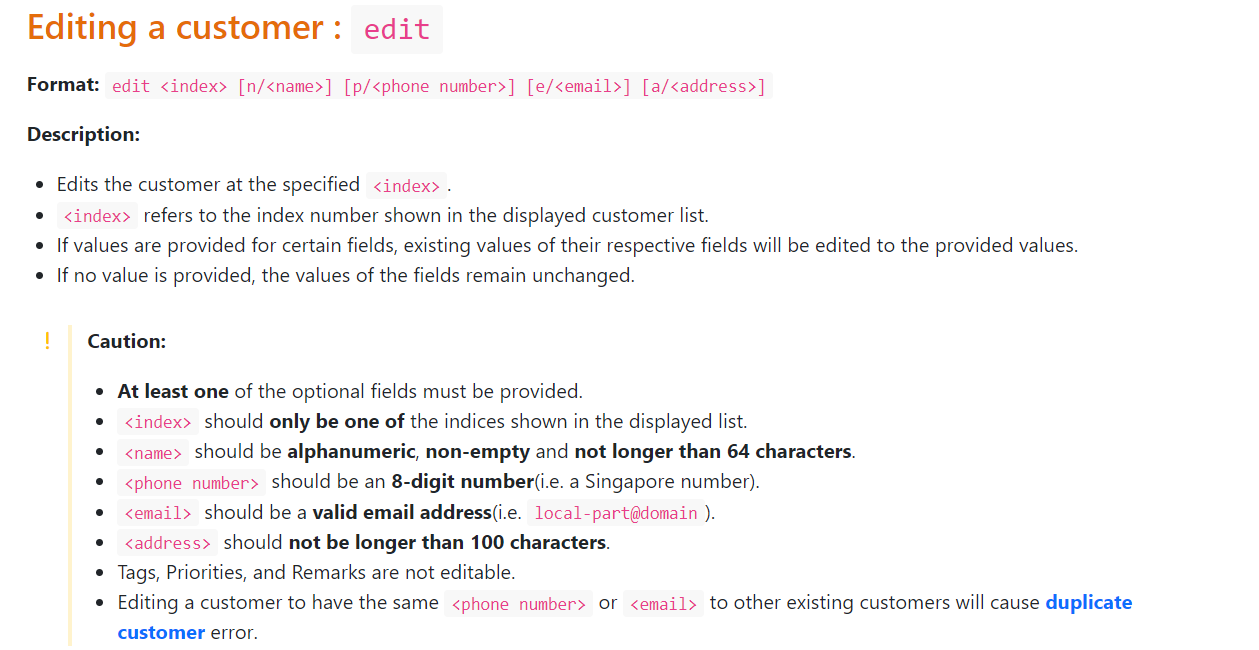 Editing a customer : edit
Format: edit <index> [n/<name>] [p/<phone number>] [e/<email>] [a/<address>]
Description:
Edits the customer at the specified <index>.
<index> refers to the index number shown in the displayed customer list.
If values are provided for certain fields, existing values of their respective fields will be edited to the provided values.
If no value is provided, the values of the fields remain unchanged.
! Caution:
At least one of the optional fields must be provided.
<index> should only be one of the indices shown in the displayed list.
<name> should be alphanumeric, non-empty and not longer than 64 characters.
<phone number> should be an 8-digit number(i.e. a Singapore number).
<email> should be a valid email address(i.e. local-part@domain ).
<address> should not be longer than 100 characters.
Tags, Priorities, and Remarks are not editable.
Editing a customer to have the same <phone number> or <email> to other existing customers will cause duplicate
customer error.